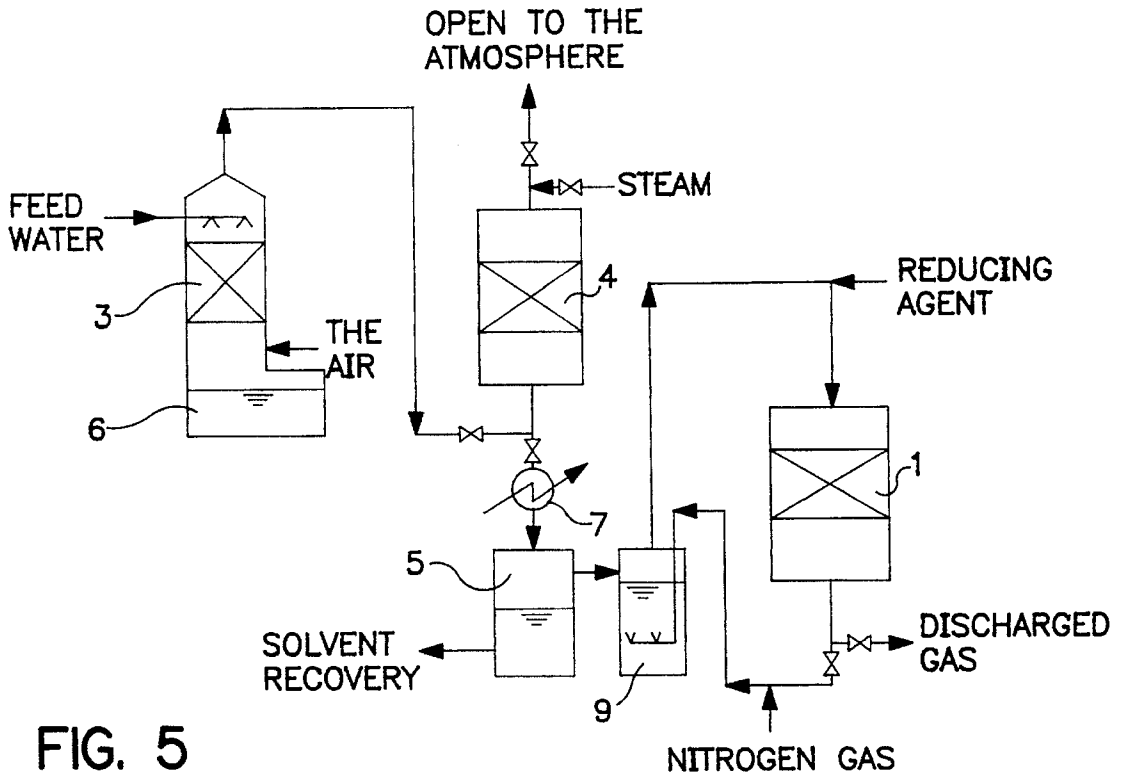 OPEN TO THE
ATMOSPHERE
STEAM
FEED
WATER
4
REDUCING
AGENT
3
THE
AIR
6
1
7
5
SOLVENT
RECOVERY
9
DISCHARGED
GAS
NITROGEN GAS
FIG. 5